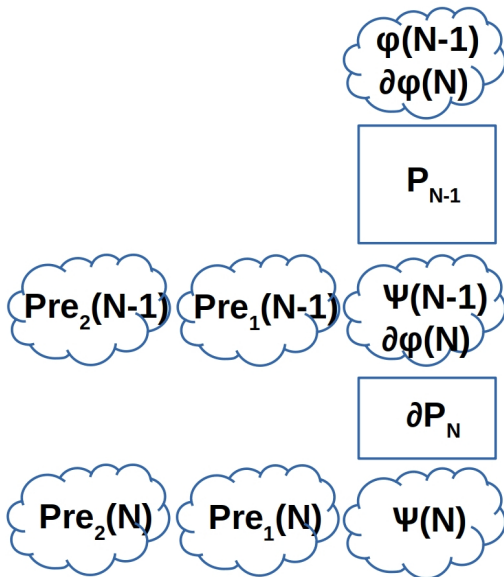 φ(N-1)
∂φ(N)
P_{N-1}
Pre₂(N-1)
Pre₁(N-1)
Ψ(N-1)
∂φ(N)
∂P_N
Pre₂(N)
Pre₁(N)
Ψ(N)